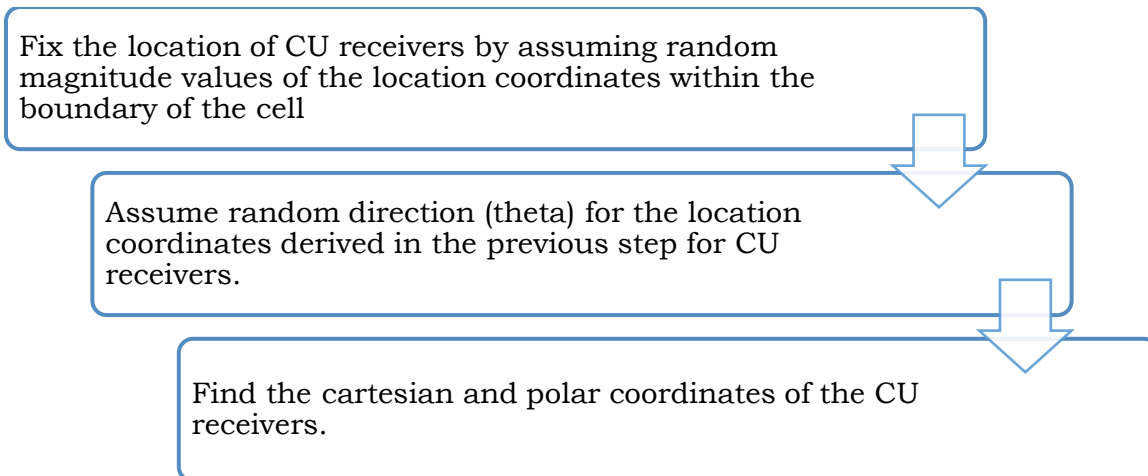 Fix the location of CU receivers by assuming random
magnitude values of the location coordinates within the
boundary of the cell
Assume random direction (theta) for the location
coordinates derived in the previous step for CU
receivers.
Find the cartesian and polar coordinates of the CU
receivers.